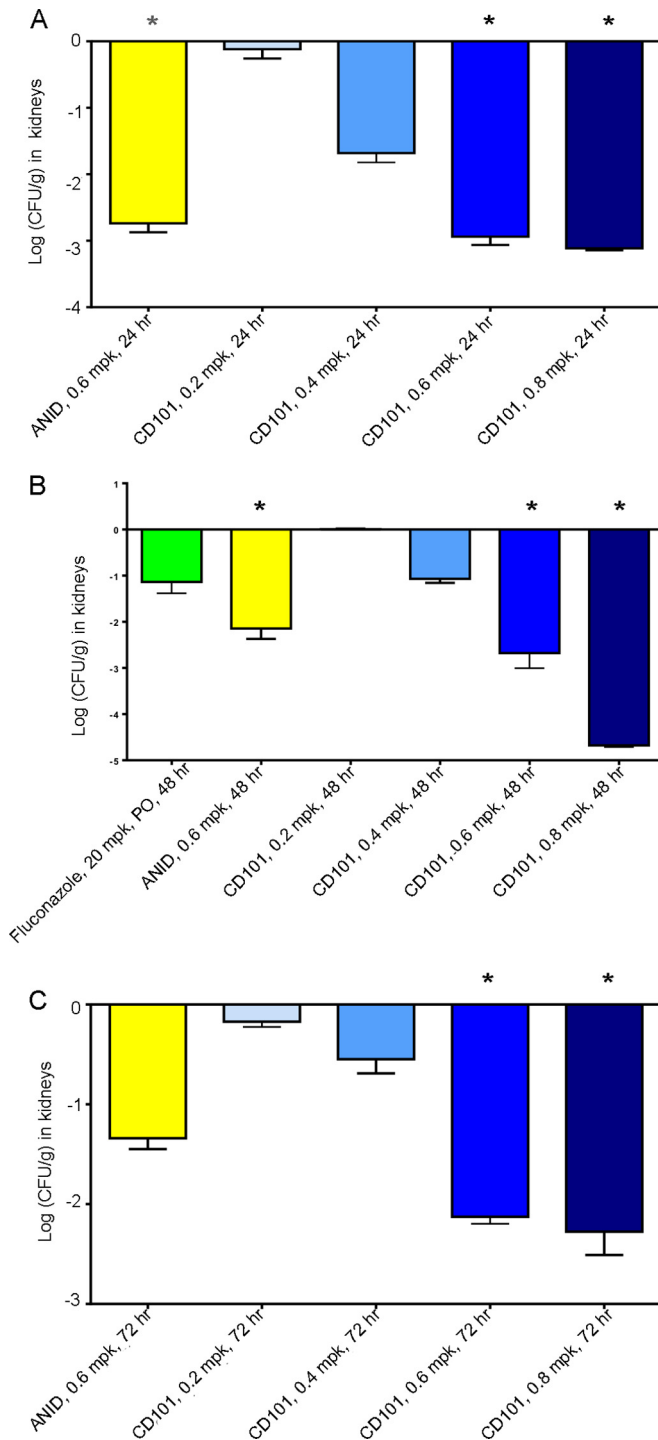 A
* * *
0
-1
-2
-3
-4
Log (CFU/g) in kidneys
ANID, 0.6 mpk, 24 hr
CD101, 0.2 mpk, 24 hr
CD101, 0.4 mpk, 24 hr
CD101, 0.6 mpk, 24 hr
CD101, 0.8 mpk, 24 hr
B
* * *
1
0
-1
-2
-3
-4
-5
Log (CFU/g) in kidneys
Fluconazole, 20 mpk, PO, 48 hr
ANID, 0.6 mpk, 48 hr
CD101, 0.2 mpk, 48 hr
CD101, 0.4 mpk, 48 hr
CD101, 0.6 mpk, 48 hr
CD101, 0.8 mpk, 48 hr
C
* *
0
-1
-2
-3
Log (CFU/g) in kidneys
ANID, 0.6 mpk, 72 hr
CD101, 0.2 mpk, 72 hr
CD101, 0.4 mpk, 72 hr
CD101, 0.6 mpk, 72 hr
CD101, 0.8 mpk, 72 hr